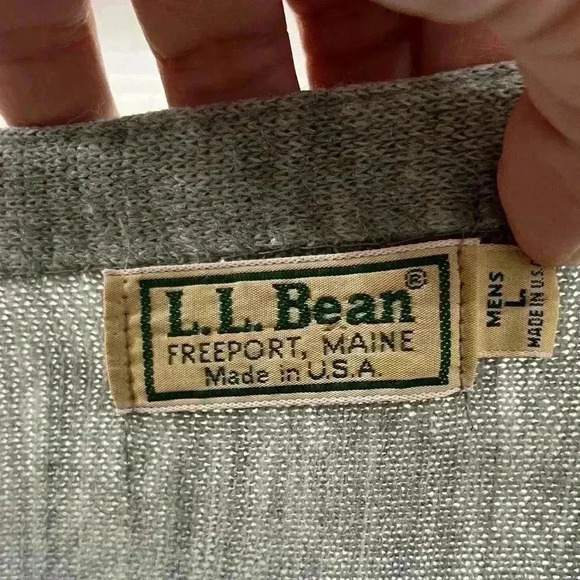 L.L.Bean®
FREEPORT, MAINE
Made in U.S.A.
MENS
L
MADE IN U.S.A